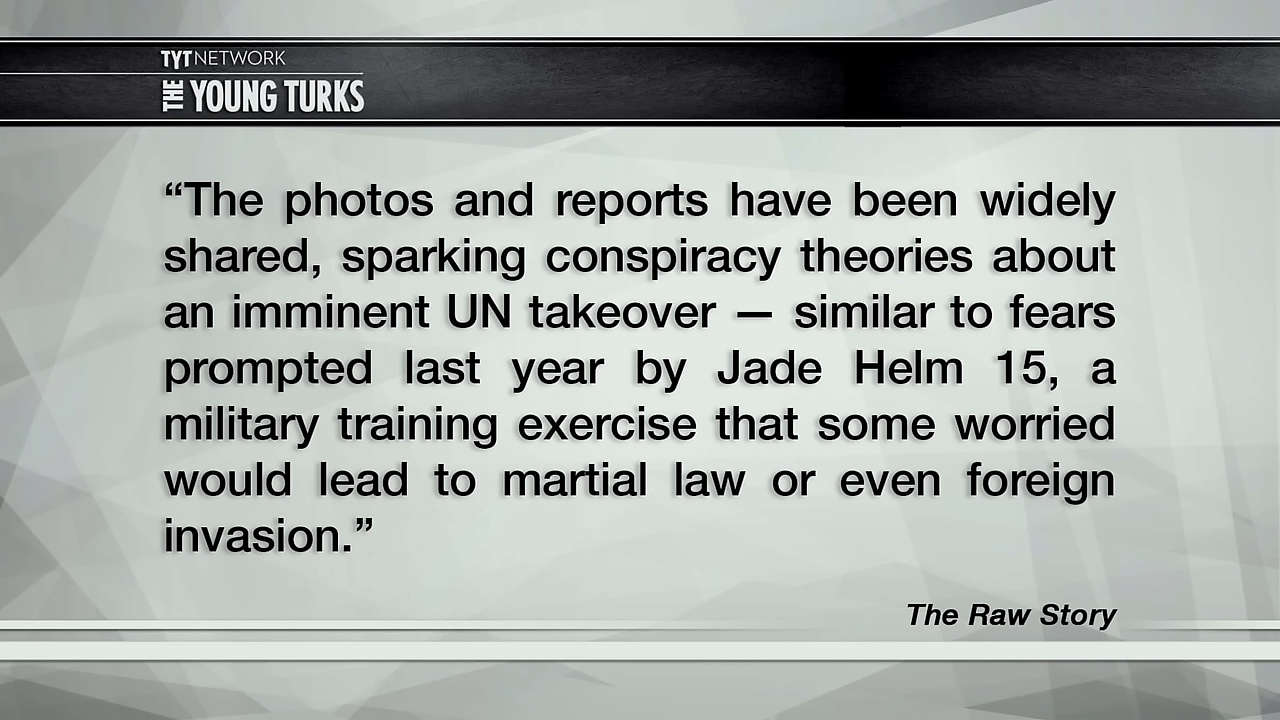 TYT NETWORK
THE YOUNG TURKS
“The photos and reports have been widely
shared, sparking conspiracy theories about
an imminent UN takeover — similar to fears
prompted last year by Jade Helm 15, a
military training exercise that some worried
would lead to martial law or even foreign
invasion.”
The Raw Story